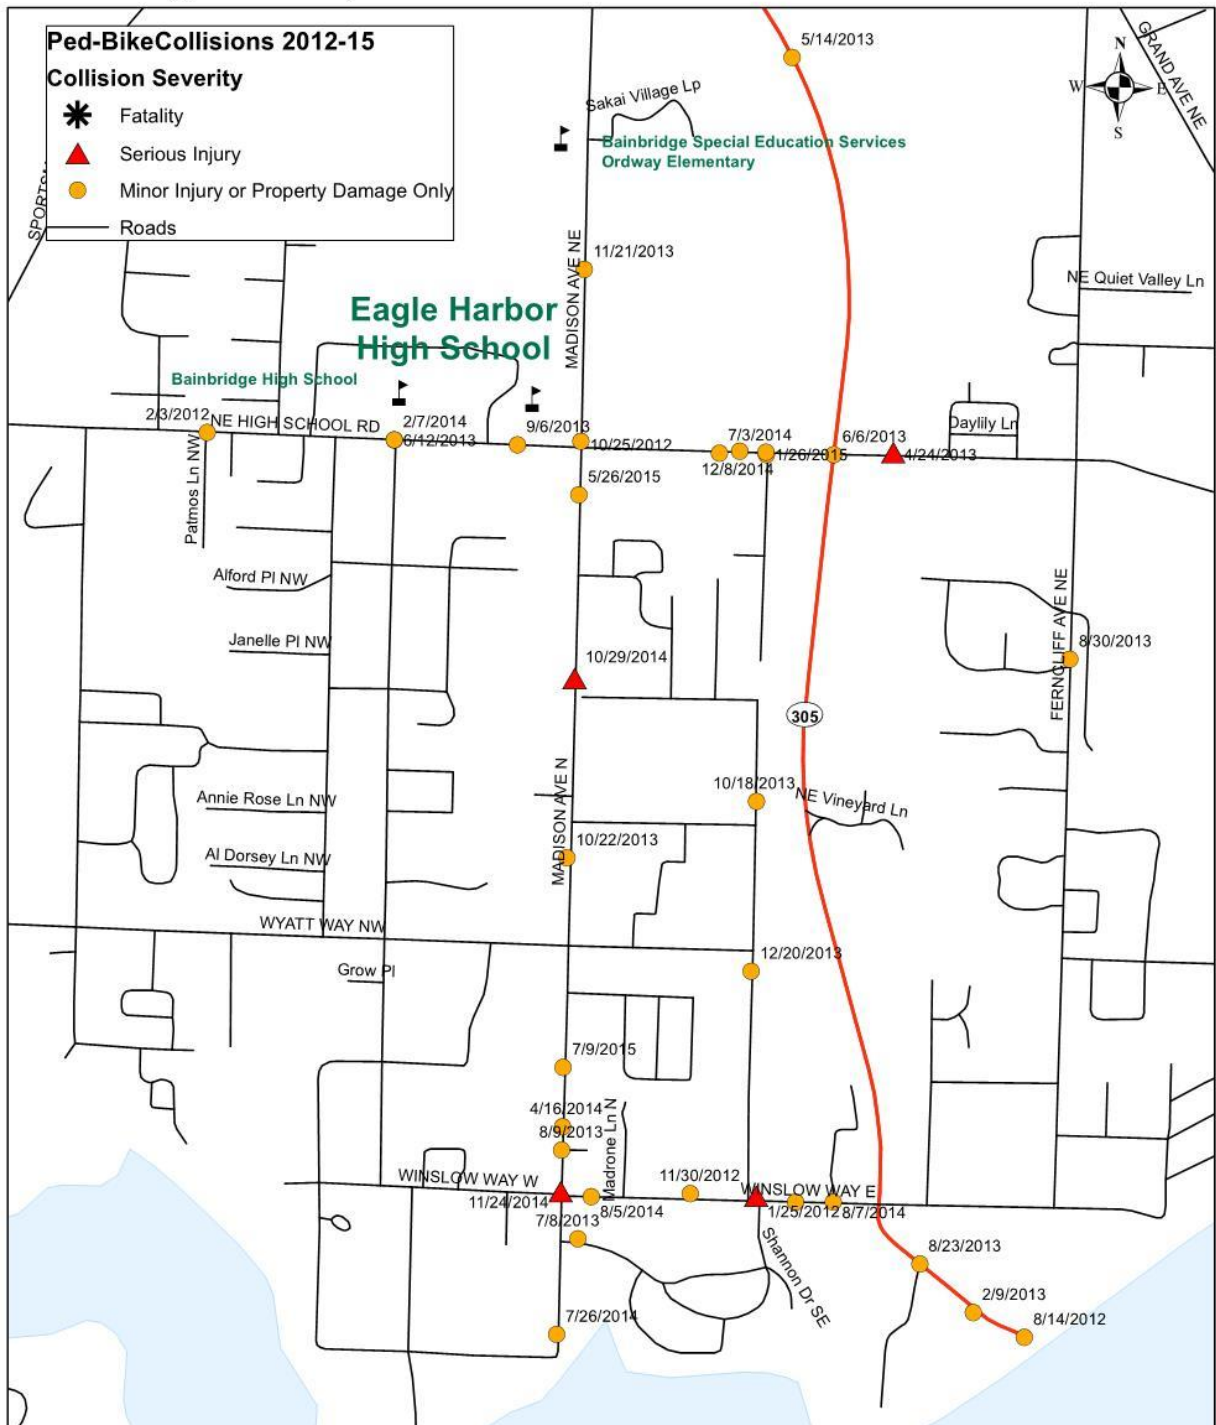 Ped-BikeCollisions 2012-15
Collision Severity
Fatality
Serious Injury
Minor Injury or Property Damage Only
Roads
5/14/2013
N
W
E
S
GRAND AVE NE
Sakai Village Lp
Bainbridge Special Education Services
Ordway Elementary
MADISON AVE NE
11/21/2013
NE Quiet Valley Ln
Eagle Harbor
High School
Bainbridge High School
2/3/2012
NE HIGH SCHOOL RD
2/7/2014
6/12/2013
9/6/2013
10/25/2012
7/3/2014
12/8/2014
1/26/2015
6/6/2013
4/24/2013
Daylily Ln
Patmos Ln NW
5/26/2015
Alford Pl NW
Janelle Pl NW
FERNCLIFF AVE NE
8/30/2013
10/29/2014
305
10/18/2013
NE Vineyard Ln
Annie Rose Ln NW
MADISON AVE N
10/22/2013
Al Dorsey Ln NW
WYATT WAY NW
Grow Pl
12/20/2013
7/9/2015
4/16/2014
8/9/2013
Madrone Ln N
WINSLOW WAY W
11/24/2014
8/5/2014
11/30/2012
WINSLOW WAY E
1/25/2012
8/7/2014
7/8/2013
Shannon Dr SE
8/23/2013
2/9/2013
8/14/2012
7/26/2014